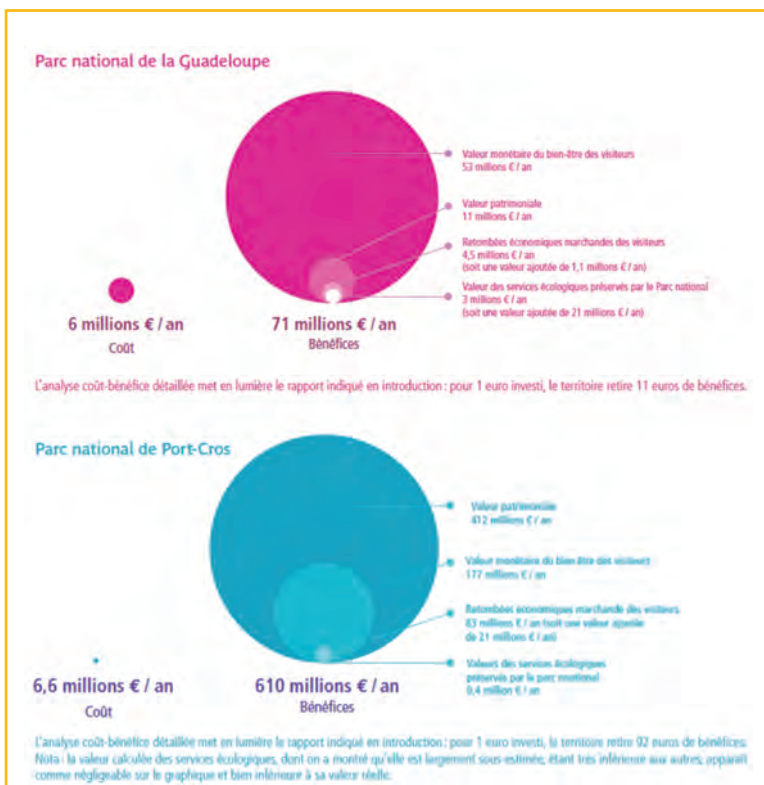 Parc national de la Guadeloupe
Valeur monétaire du bien-être des visiteurs
53 millions € / an
Valeur patrimoniale
11 millions € / an
Retombées économiques marchandes des visiteurs
4,5 millions € / an
(soit une valeur ajoutée de 1,1 millions € / an)
Valeur des services écologiques préservés par le Parc national
3 millions € / an
(soit une valeur ajoutée de 21 millions € / an)
6 millions € / an
Coût
71 millions € / an
Bénéfices
L'analyse coût-bénéfice détaillée met en lumière le rapport indiqué en introduction : pour 1 euro investi, le territoire retire 11 euros de bénéfices.
Parc national de Port-Cros
Valeur patrimoniale
412 millions € / an
Valeur monétaire du bien être des visiteurs
177 millions € / an
Retombées économiques marchande des visiteurs
83 millions € / an (soit une valeur ajoutée
de 21 millions € / an)
Valeurs des services écologiques
préservés par le parc national
0,4 million € / an
6,6 millions € / an
Coût
610 millions € / an
Bénéfices
L'analyse coût-bénéfice détaillée met en lumière le rapport indiqué en introduction : pour 1 euro investi, le territoire retire 92 euros de bénéfices.
Nota : la valeur calculée des services écologiques, dont on a montré qu'elle est largement sous-estimée, étant très inférieure aux autres, apparaît
comme négligeable sur le graphique et bien inférieure à sa valeur réelle.